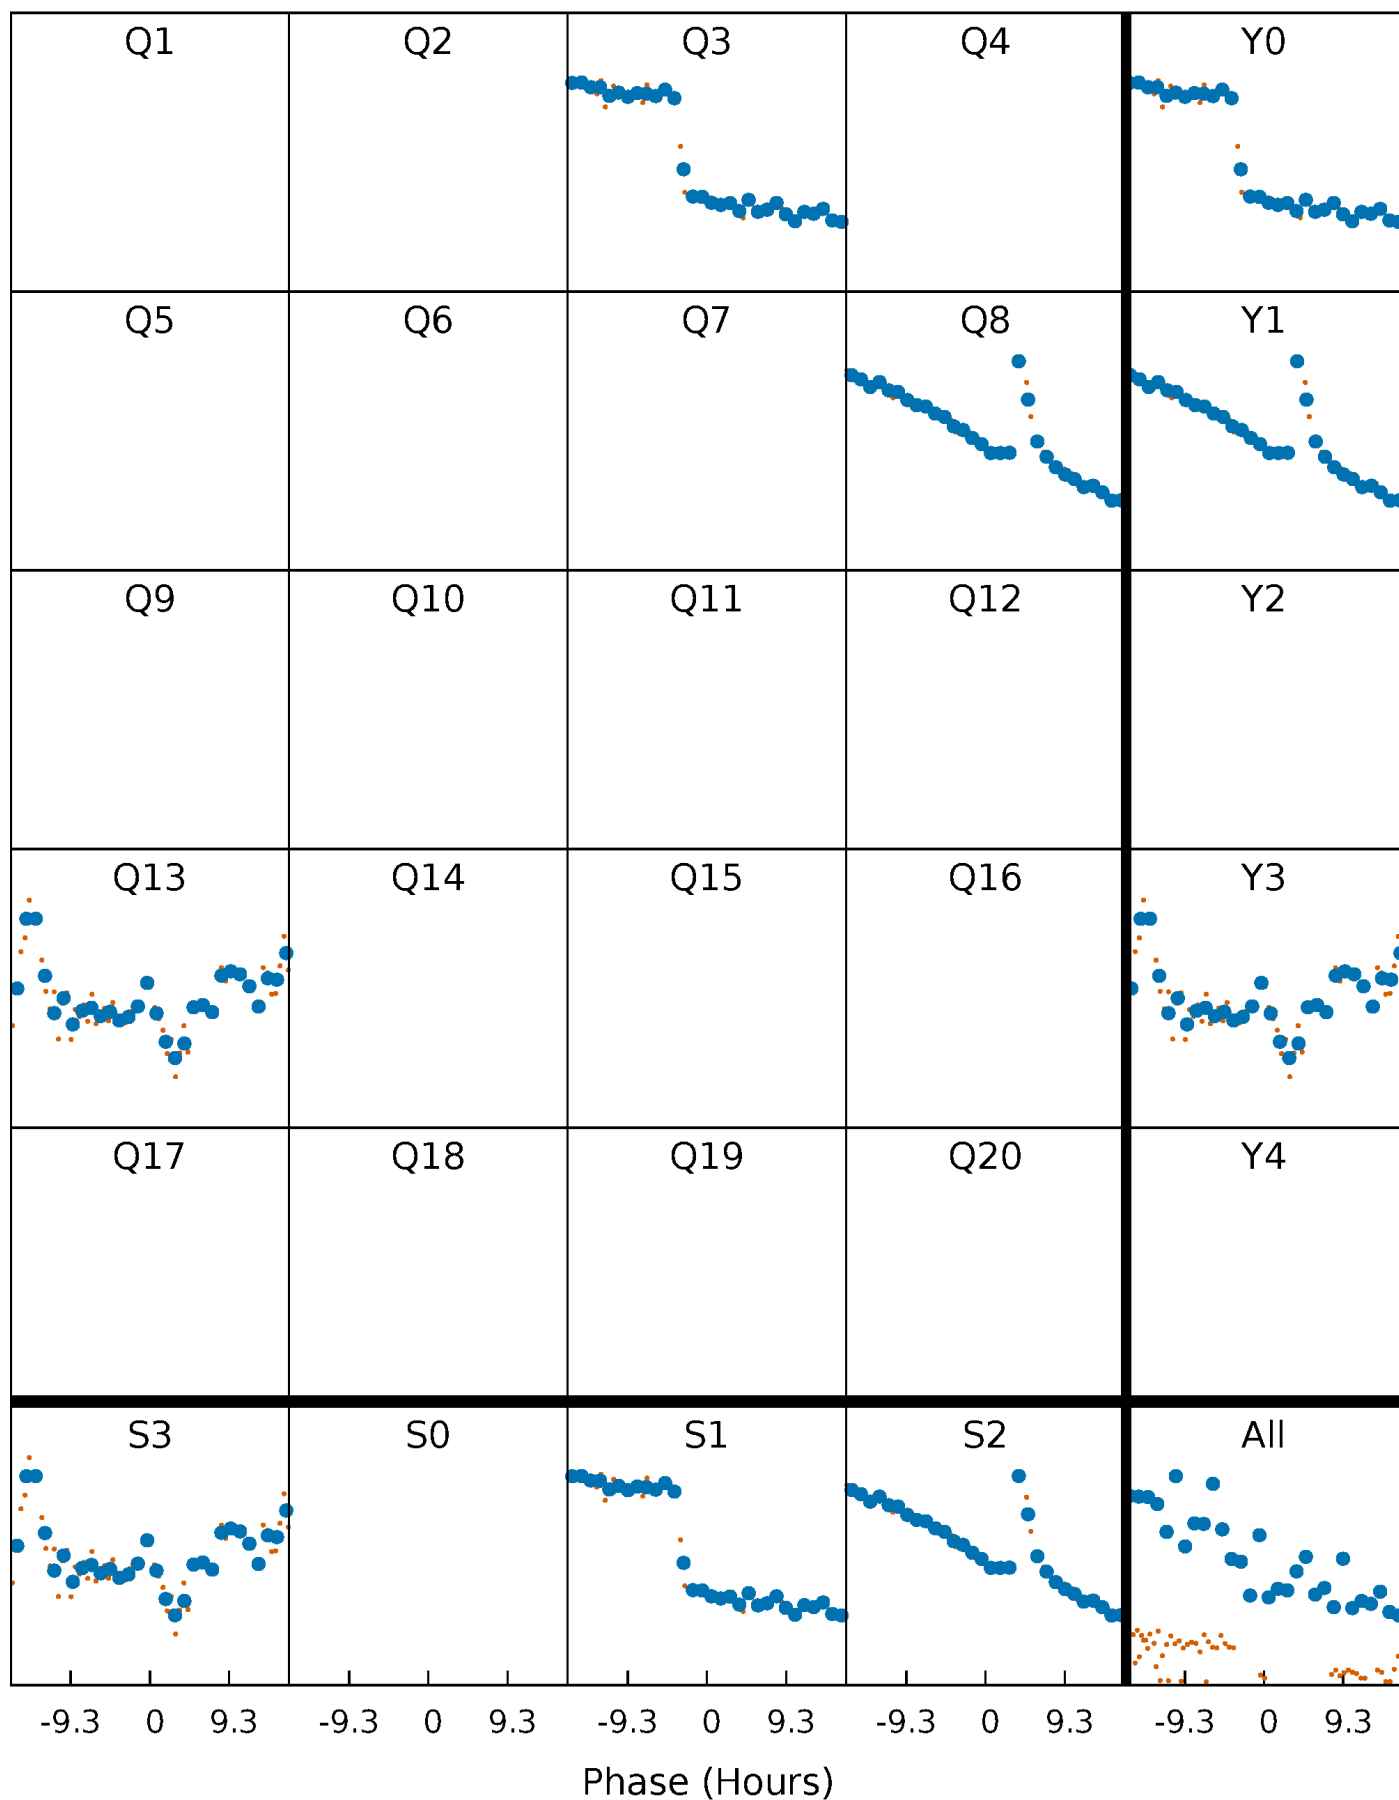 Q1 Q2 Q3 Q4 Y0
Q5 Q6 Q7 Q8 Y1
Q9 Q10 Q11 Q12 Y2
Q13 Q14 Q15 Q16 Y3
Q17 Q18 Q19 Q20 Y4
S3 S0 S1 S2 All
-9.3 0 9.3 -9.3 0 9.3 -9.3 0 9.3 -9.3 0 9.3 -9.3 0 9.3
Phase (Hours)